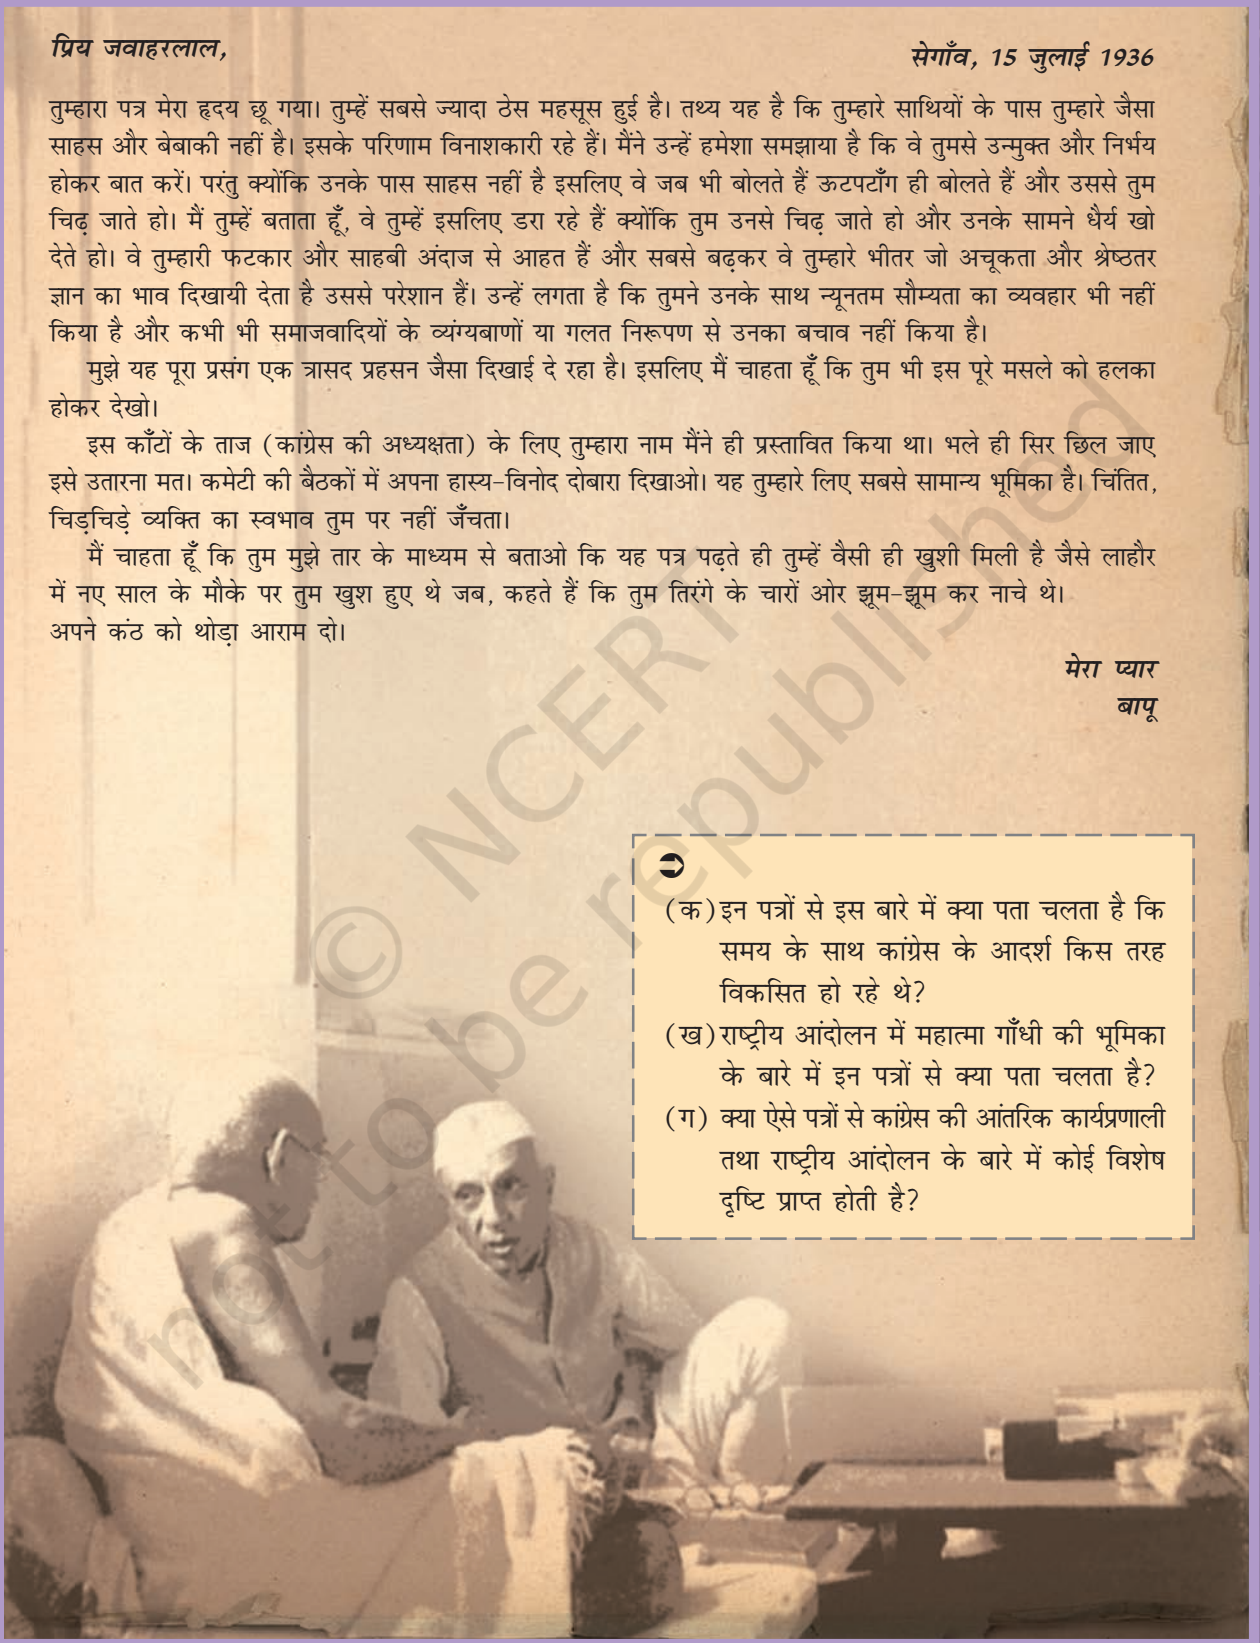 प्रिय जवाहरलाल,
सेगाँव, 15 जुलाई 1936
तुम्हारा पत्र मेरा हृदय छू गया। तुम्हें सबसे ज्यादा ठेस महसूस हुई है। तथ्य यह है कि तुम्हारे साथियों के पास तुम्हारे जैसा
साहस और बेबाकी नहीं है। इसके परिणाम विनाशकारी रहे हैं। मैंने उन्हें हमेशा समझाया है कि वे तुमसे उन्मुक्त और निर्भय
होकर बात करें। परंतु क्योंकि उनके पास साहस नहीं है इसलिए वे जब भी बोलते हैं ऊटपटाँग ही बोलते हैं और उससे तुम
चिढ़ जाते हो। मैं तुम्हें बताता हूँ, वे तुम्हें इसलिए डरा रहे हैं क्योंकि तुम उनसे चिढ़ जाते हो और उनके सामने धैर्य खो
देते हो। वे तुम्हारी फटकार और साहबी अंदाज से आहत हैं और सबसे बढ़कर वे तुम्हारे भीतर जो अचूकता और श्रेष्ठतर
ज्ञान का भाव दिखायी देता है उससे परेशान हैं। उन्हें लगता है कि तुमने उनके साथ न्यूनतम सौम्यता का व्यवहार भी नहीं
किया है और कभी भी समाजवादियों के व्यंग्यबाणों या गलत निरूपण से उनका बचाव नहीं किया है।
मुझे यह पूरा प्रसंग एक त्रासद प्रहसन जैसा दिखाई दे रहा है। इसलिए मैं चाहता हूँ कि तुम भी इस पूरे मसले को हलका
होकर देखो।
इस काँटों के ताज (कांग्रेस की अध्यक्षता) के लिए तुम्हारा नाम मैंने ही प्रस्तावित किया था। भले ही सिर छिल जाए
इसे उतारना मत। कमेटी की बैठकों में अपना हास्य-विनोद दोबारा दिखाओ। यह तुम्हारे लिए सबसे सामान्य भूमिका है। चिंतित,
चिड़चिड़े व्यक्ति का स्वभाव तुम पर नहीं जँचता।
मैं चाहता हूँ कि तुम मुझे तार के माध्यम से बताओ कि यह पत्र पढ़ते ही तुम्हें वैसी ही खुशी मिली है जैसे लाहौर
में नए साल के मौके पर तुम खुश हुए थे जब, कहते हैं कि तुम तिरंगे के चारों ओर झूम-झूम कर नाचे थे।
अपने कंठ को थोड़ा आराम दो।
मेरा प्यार
बापू
(क) इन पत्रों से इस बारे में क्या पता चलता है कि
समय के साथ कांग्रेस के आदर्श किस तरह
विकसित हो रहे थे?
(ख) राष्ट्रीय आंदोलन में महात्मा गाँधी की भूमिका
के बारे में इन पत्रों से क्या पता चलता है?
(ग) क्या ऐसे पत्रों से कांग्रेस की आंतरिक कार्यप्रणाली
तथा राष्ट्रीय आंदोलन के बारे में कोई विशेष
दृष्टि प्राप्त होती है?
© NCERT
not to be republished